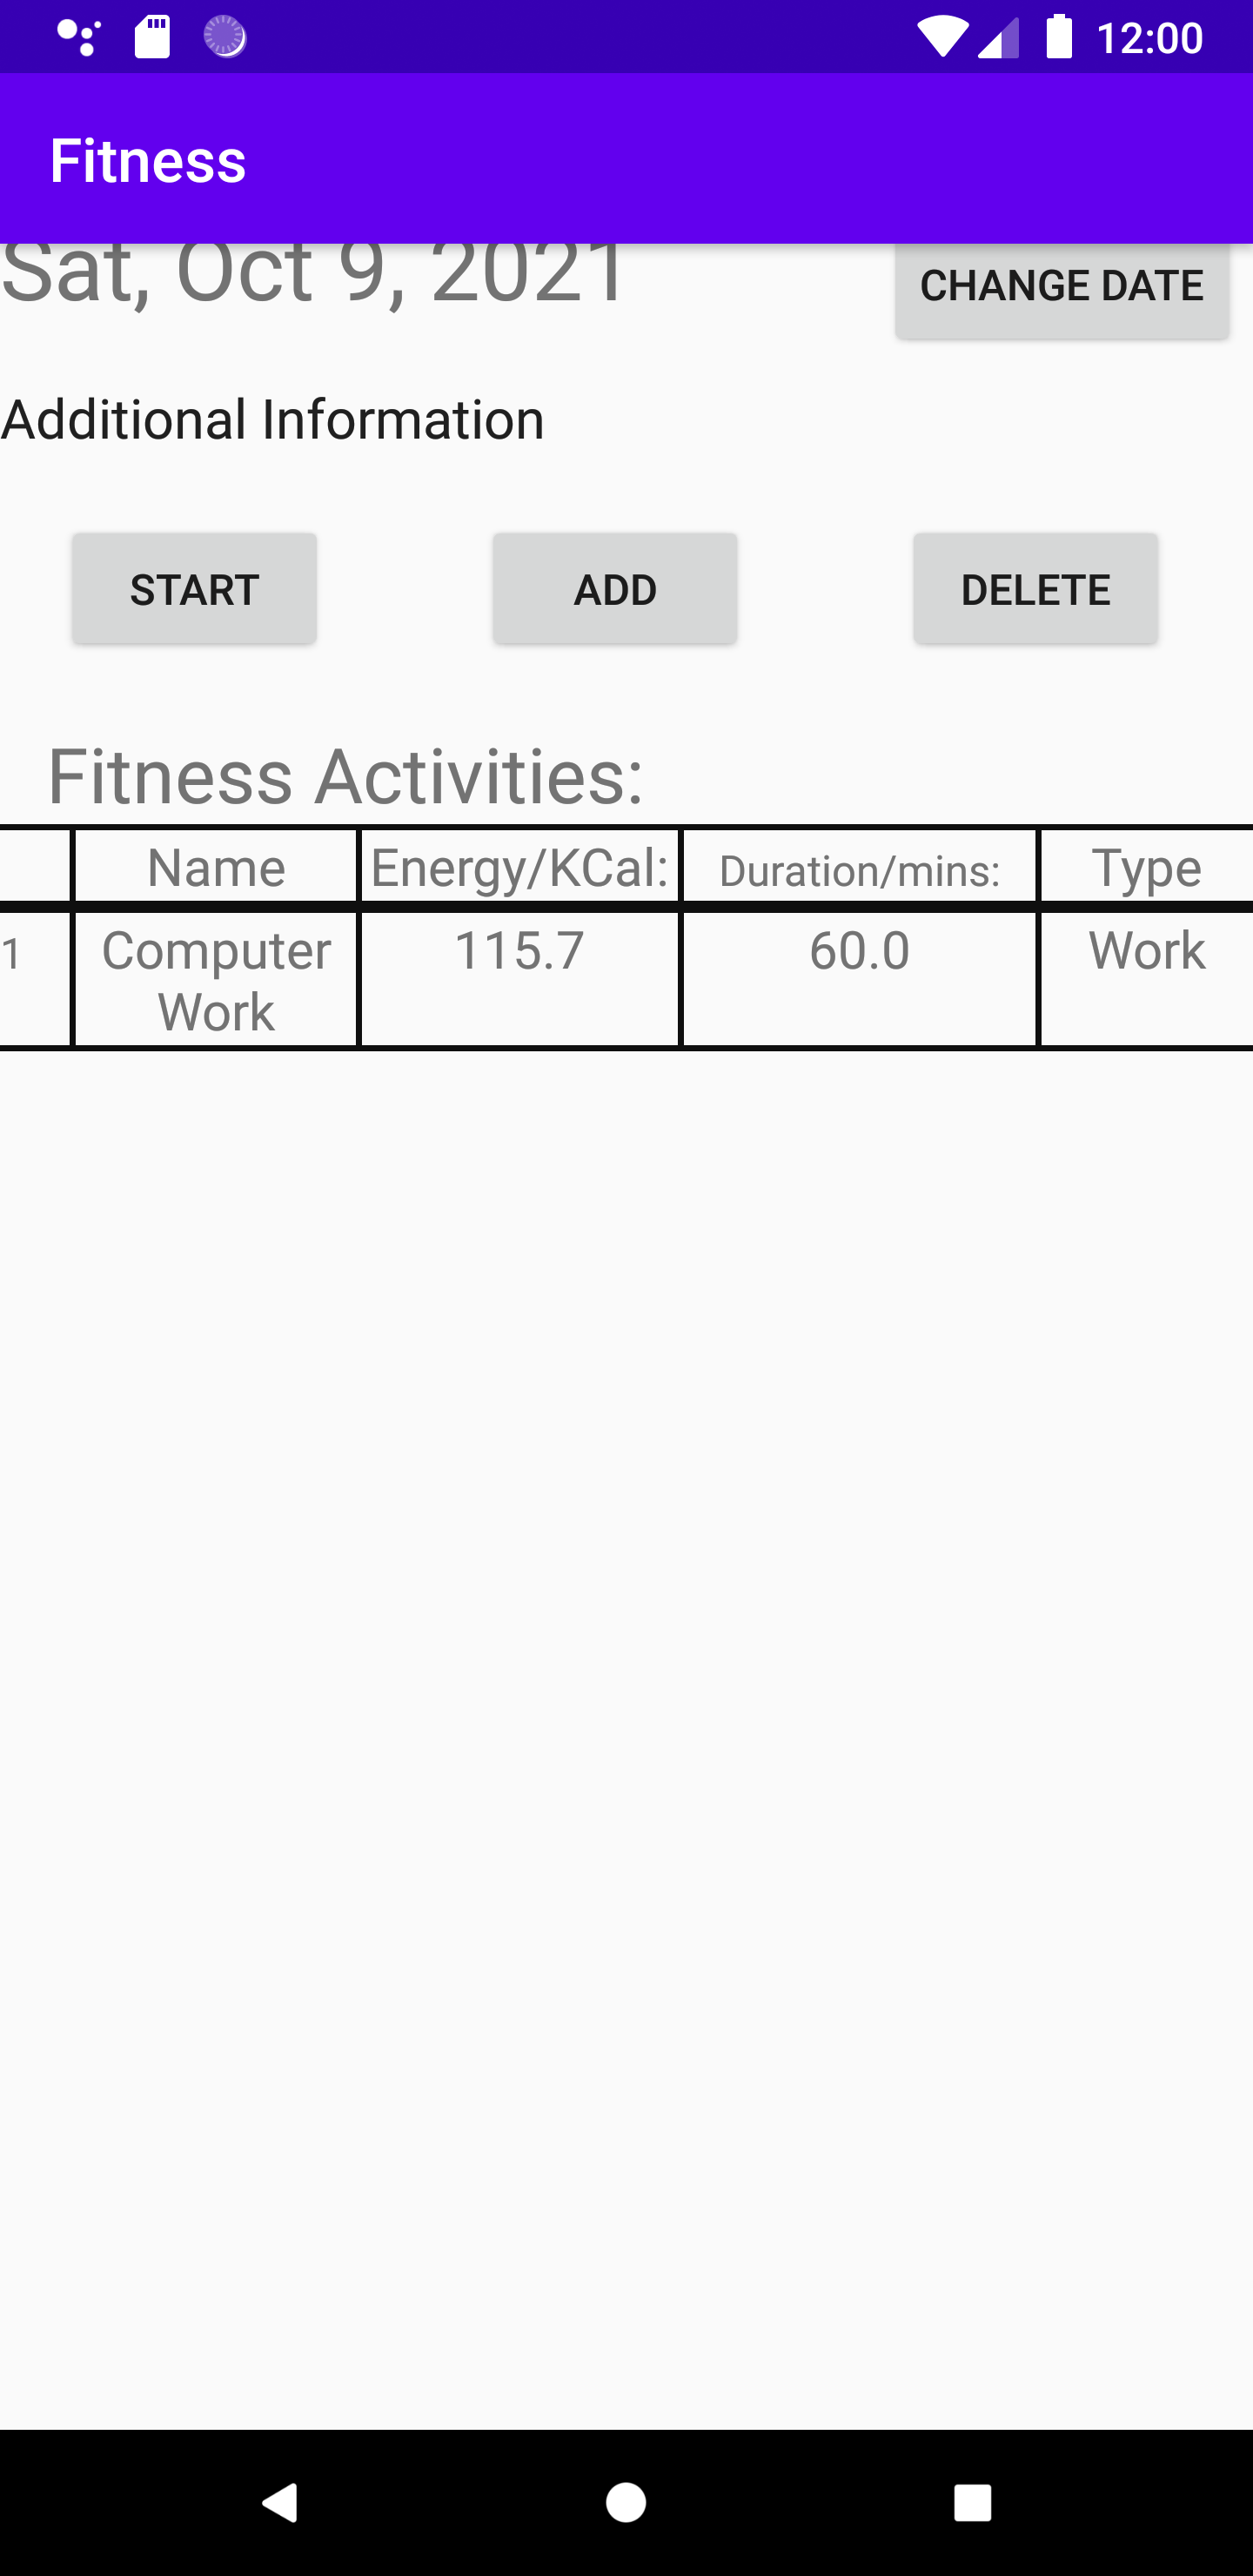 12:00
Fitness
Sat, Oct 9, 2021
CHANGE DATE
Additional Information
START ADD DELETE
Fitness Activities:
Name Energy/KCal: Duration/mins: Type
1 Computer 115.7 60.0 Work
Work